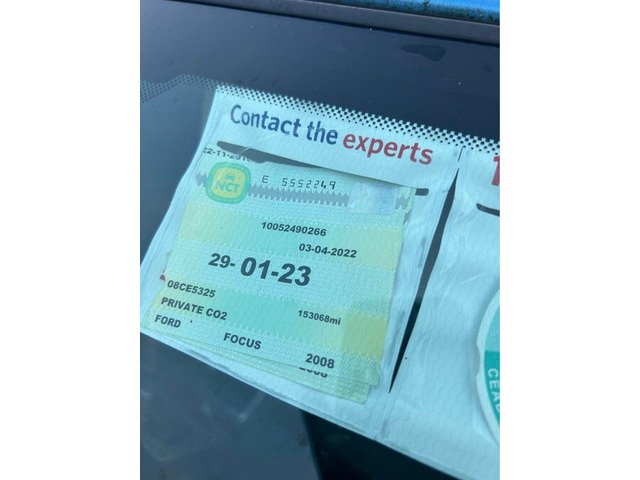 Contact the experts
NCT
E 5552249
10052490266
03-04-2022
29- 01-23
08CE5325
153068mi
PRIVATE CO2
FORD
FOCUS
2008
2008